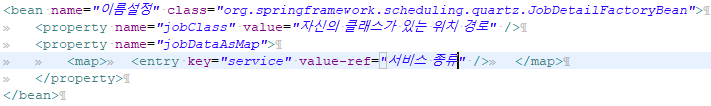 <bean name="이름설정" class="org.springframework.scheduling.quartz.JobDetailFactoryBean">
<property name="jobClass" value="자신의 클래스가 있는 위치 경로" />
<property name="jobDataAsMap">
<map> <entry key="service" value-ref="서비스 종류" /> </map>
</property>
</bean>